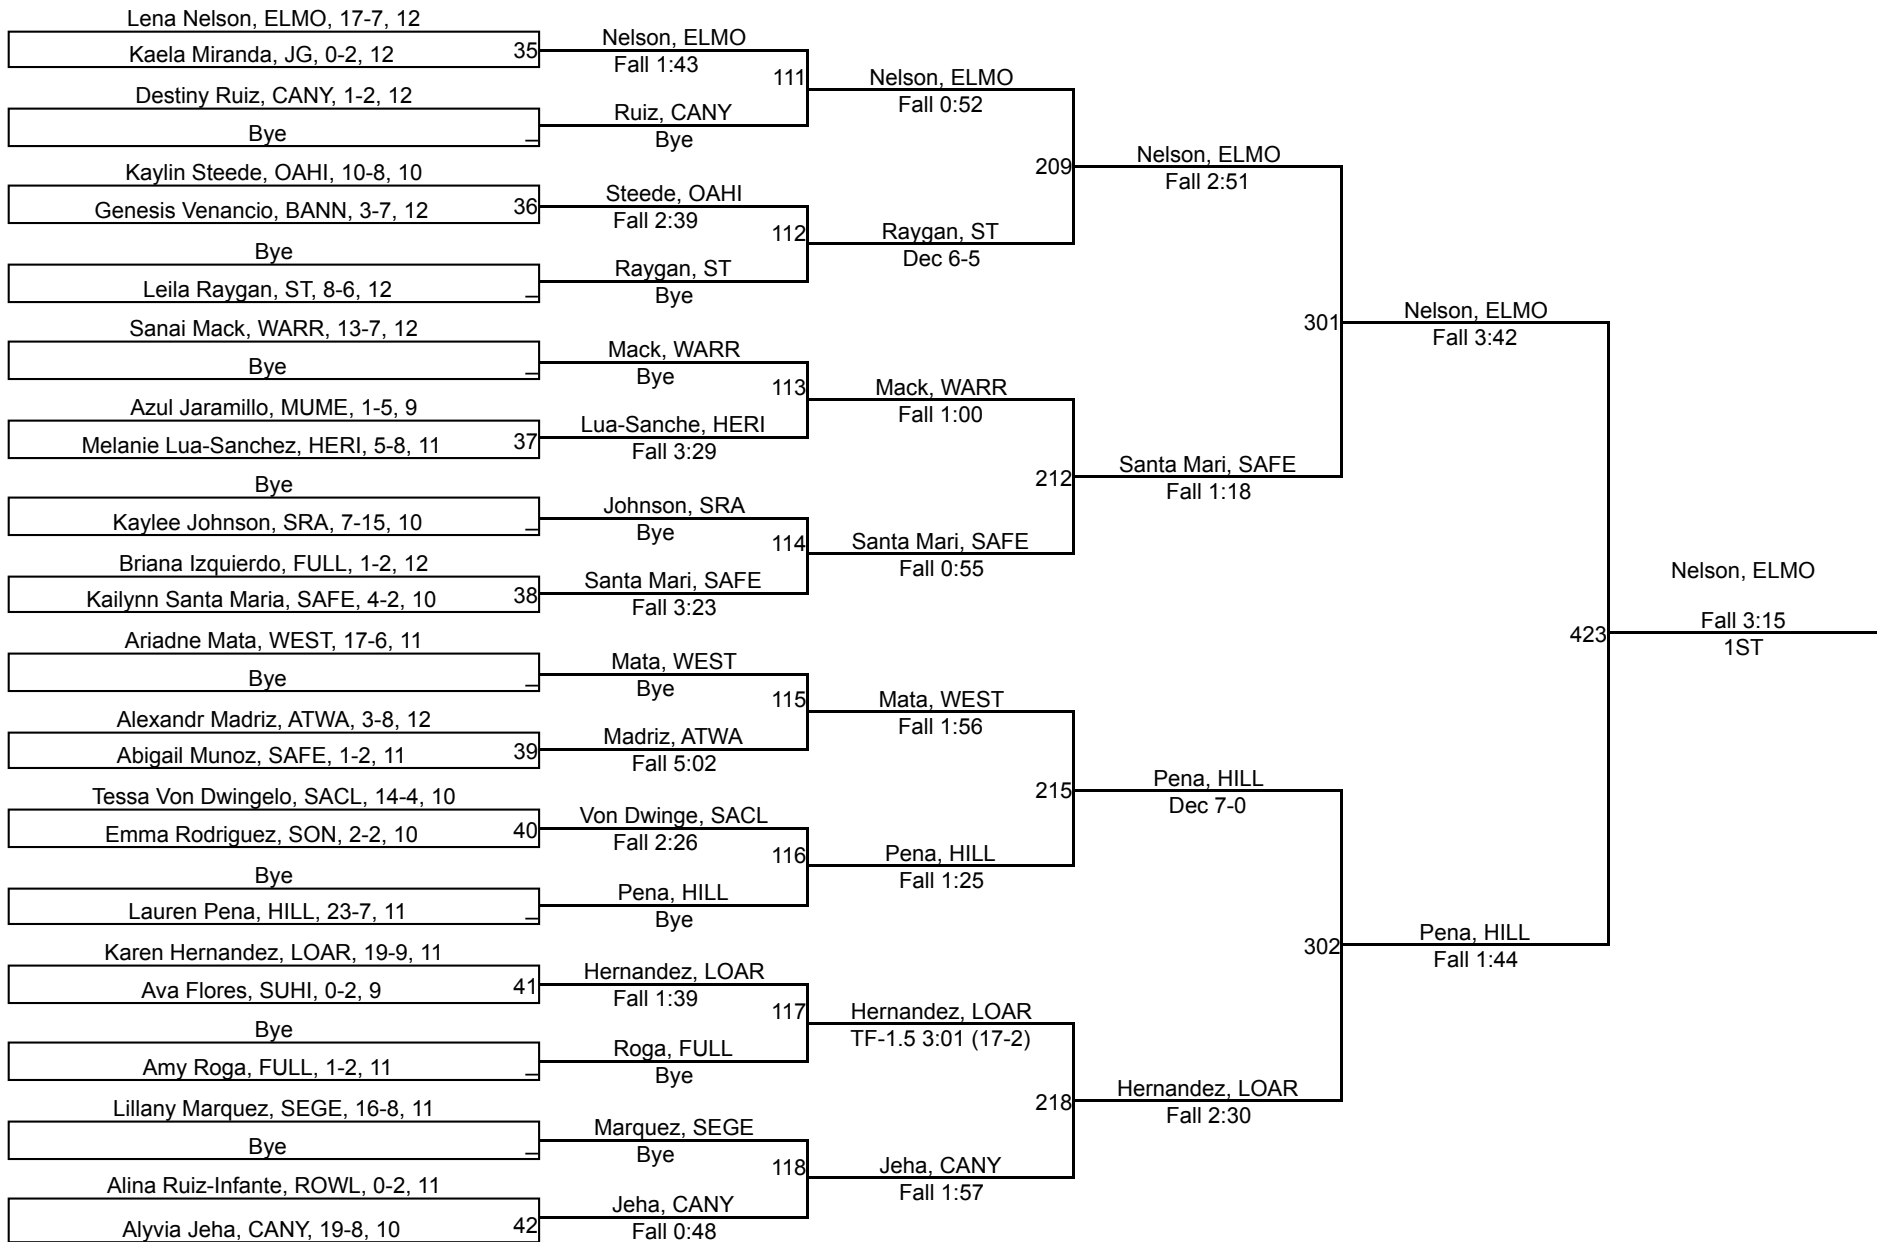 Lena Nelson, ELMO, 17-7, 12
Kaela Miranda, JG, 0-2, 12
35
Destiny Ruiz, CANY, 1-2, 12
Bye
Kaylin Steede, OAHI, 10-8, 10
Genesis Venancio, BANN, 3-7, 12
36
Bye
Leila Raygan, ST, 8-6, 12
Sanai Mack, WARR, 13-7, 12
Bye
Azul Jaramillo, MUME, 1-5, 9
Melanie Lua-Sanchez, HERI, 5-8, 11
37
Bye
Kaylee Johnson, SRA, 7-15, 10
Briana Izquierdo, FULL, 1-2, 12
Kailynn Santa Maria, SAFE, 4-2, 10
38
Ariadne Mata, WEST, 17-6, 11
Bye
Alexandr Madriz, ATWA, 3-8, 12
Abigail Munoz, SAFE, 1-2, 11
39
Tessa Von Dwingelo, SACL, 14-4, 10
Emma Rodriguez, SON, 2-2, 10
40
Bye
Lauren Pena, HILL, 23-7, 11
Karen Hernandez, LOAR, 19-9, 11
Ava Flores, SUHI, 0-2, 9
41
Bye
Amy Roga, FULL, 1-2, 11
Lillany Marquez, SEGE, 16-8, 11
Bye
Alina Ruiz-Infante, ROWL, 0-2, 11
Alyvia Jeha, CANY, 19-8, 10
42
Nelson, ELMO
Fall 1:43
111
Ruiz, CANY
Bye
Steede, OAHI
Fall 2:39
112
Raygan, ST
Bye
Mack, WARR
Bye
113
Lua-Sanche, HERI
Fall 3:29
Johnson, SRA
Bye
114
Santa Mari, SAFE
Fall 3:23
Mata, WEST
Bye
115
Madriz, ATWA
Fall 5:02
Von Dwinge, SACL
Fall 2:26
116
Pena, HILL
Bye
Hernandez, LOAR
Fall 1:39
117
Roga, FULL
Bye
Marquez, SEGE
Bye
118
Jeha, CANY
Fall 0:48
Nelson, ELMO
Fall 0:52
209
Raygan, ST
Dec 6-5
Mack, WARR
Fall 1:00
212
Santa Mari, SAFE
Fall 0:55
Mata, WEST
Fall 1:56
215
Pena, HILL
Fall 1:25
Hernandez, LOAR
TF-1.5 3:01 (17-2)
218
Jeha, CANY
Fall 1:57
Nelson, ELMO
Fall 2:51
301
Santa Mari, SAFE
Fall 1:18
Pena, HILL
Dec 7-0
302
Hernandez, LOAR
Fall 2:30
Nelson, ELMO
Fall 3:42
423
Pena, HILL
Fall 1:44
Nelson, ELMO
Fall 3:15
1ST